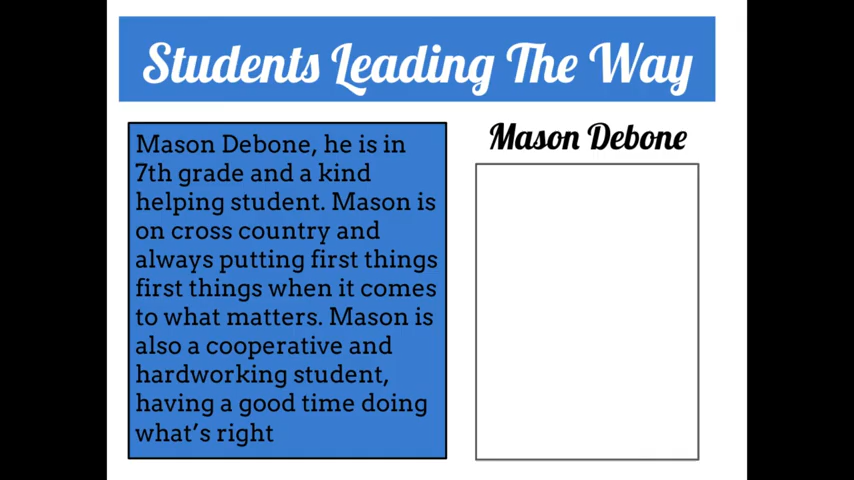 Students Leading The Way
Mason Debone, he is in
7th grade and a kind
helping student. Mason is
on cross country and
always putting first things
first things when it comes
to what matters. Mason is
also a cooperative and
hardworking student,
having a good time doing
what's right
Mason Debone